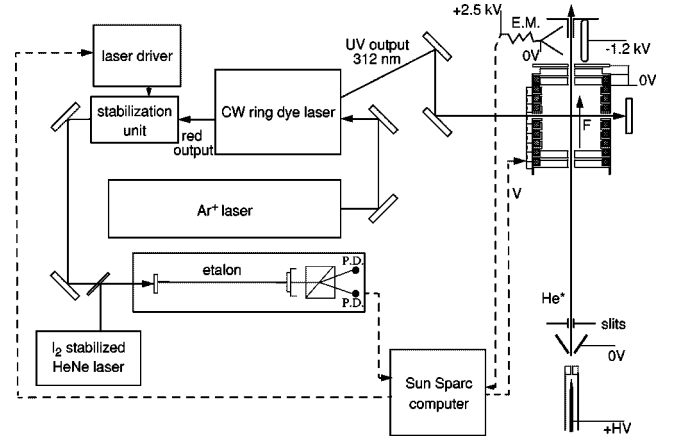 +2.5 kV
E.M.
laser driver
UV output
312 nm
0V
-1.2 kV
0V
stabilization
unit
CW ring dye laser
red
output
F
V
Ar+ laser
etalon
P.D.
P.D.
He*
slits
I2 stabilized
HeNe laser
0V
Sun Sparc
computer
+HV